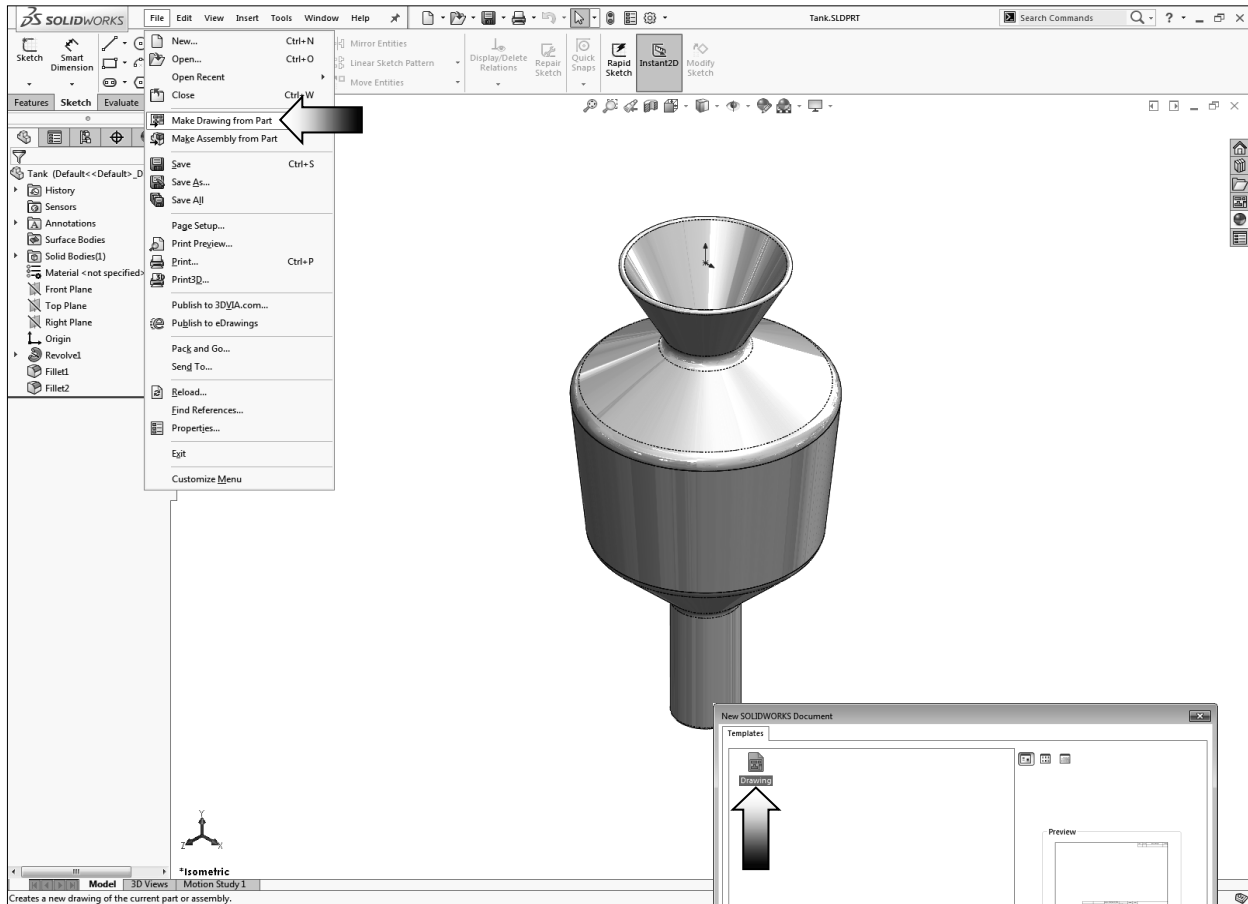 SOLIDWORKS
File Edit View Insert Tools Window Help
Tank.SLDPRT
Search Commands
Sketch
Smart Dimension
Mirror Entities
Linear Sketch Pattern
Move Entities
Display/Delete Relations
Repair Sketch
Quick Snaps
Rapid Sketch
Instant2D
Modify Sketch
Features
Sketch
Evaluate
New... Ctrl+N
Open... Ctrl+O
Open Recent
Close Ctrl+W
Make Drawing from Part
Make Assembly from Part
Save Ctrl+S
Save As...
Save All
Page Setup...
Print Preview...
Print... Ctrl+P
Print3D...
Publish to 3DVIA.com...
Publish to eDrawings
Pack and Go...
Send To...
Reload...
Find References...
Properties...
Exit
Customize Menu
Tank (Default<<Default>_D
History
Sensors
Annotations
Surface Bodies
Solid Bodies(1)
Material <not specified>
Front Plane
Top Plane
Right Plane
Origin
Revolve1
Fillet1
Fillet2
Y
Z
X
*Isometric
New SOLIDWORKS Document
Templates
Drawing
Preview
Model
3D Views
Motion Study 1
Creates a new drawing of the current part or assembly.